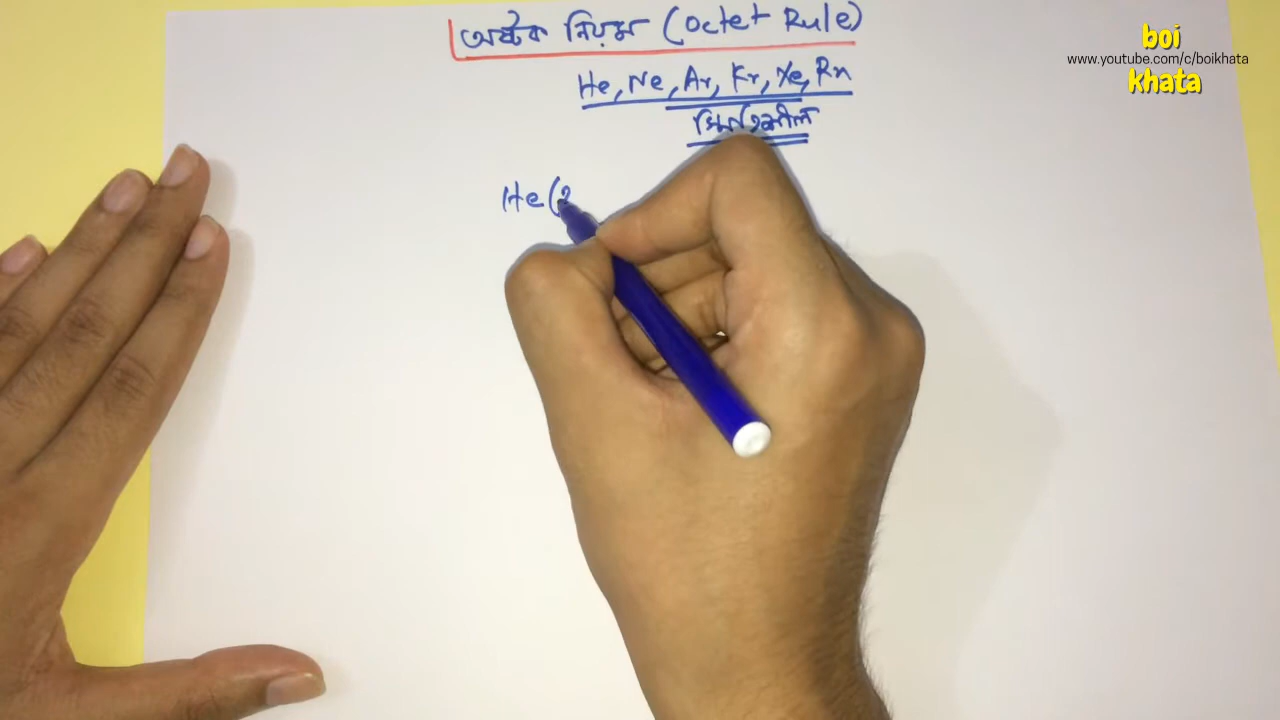 অষ্টক নিয়ম (Octet Rule)
He, Ne, Ar, Kr, Xe, Rn
স্থিতিশীল
He (2
boi
www.youtube.com/c/boikhata
khata